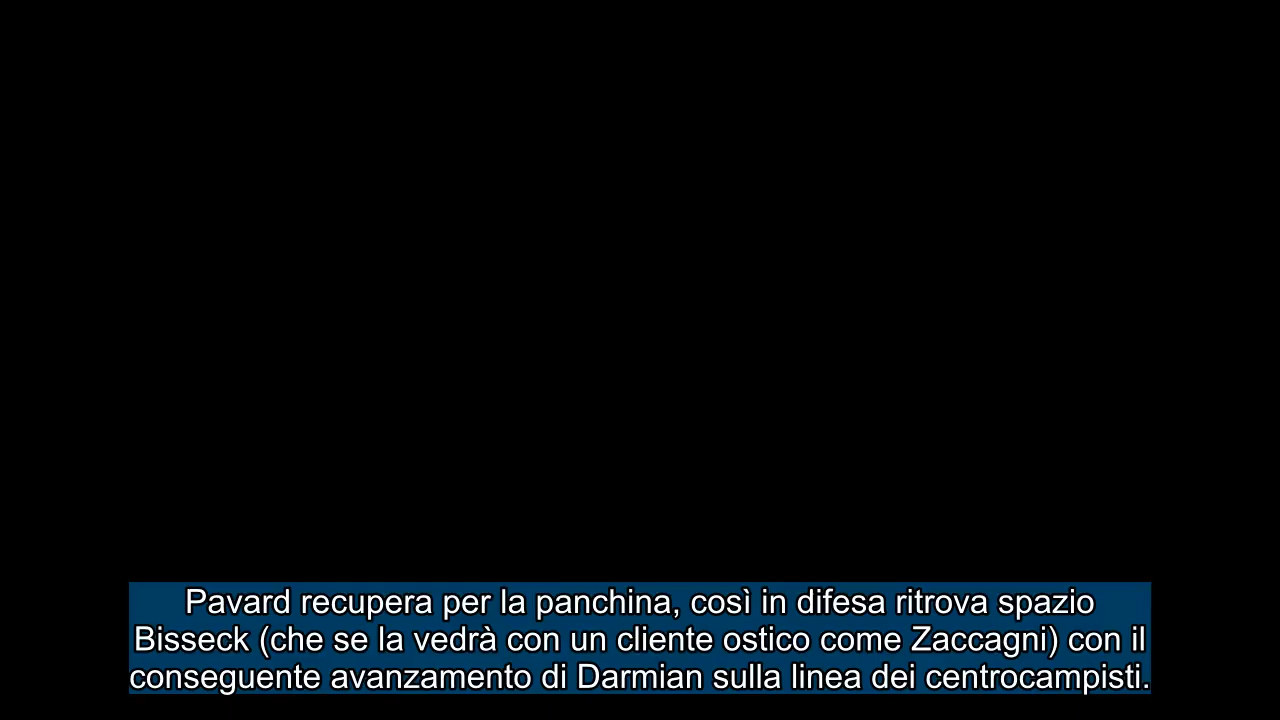 Pavard recupera per la panchina, così in difesa ritrova spazio
Bisseck (che se la vedrà con un cliente ostico come Zaccagni) con il
conseguente avanzamento di Darmian sulla linea dei centrocampisti.